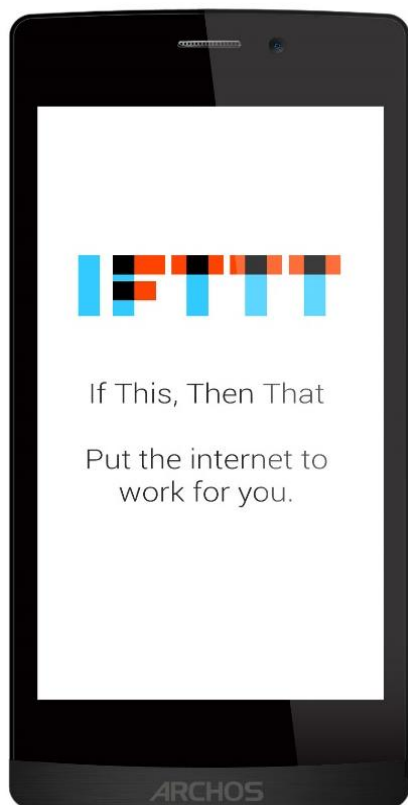 IFTTT
If This, Then That
Put the internet to
work for you.
ARCHOS